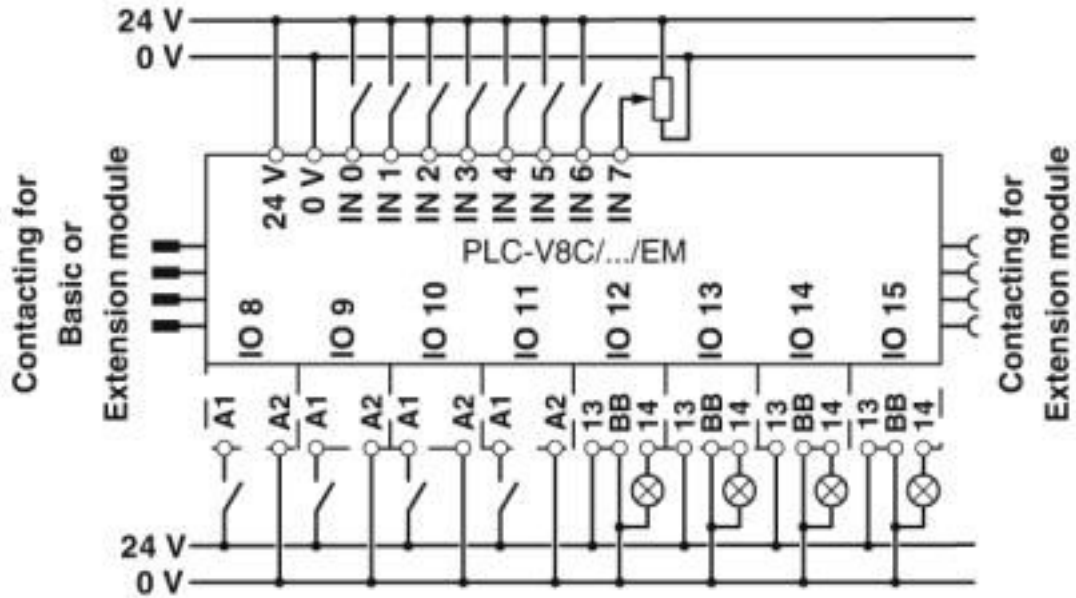 24 V
0 V
24 V
0 V
IN 0
IN 1
IN 2
IN 3
IN 4
IN 5
IN 6
IN 7
Contacting for
Basic or
Extension module
PLC-V8C/.../EM
Contacting for
Extension module
IO 8
IO 9
IO 10
IO 11
IO 12
IO 13
IO 14
IO 15
A1
A2
A1
A2
A1
A2
A1
A2
13
BB
14
13
BB
14
13
BB
14
13
BB
14
24 V
0 V